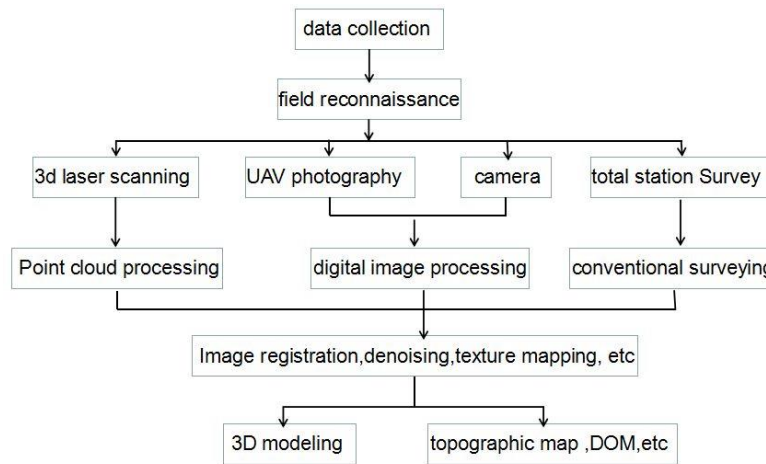 data collection
field reconnaissance
3d laser scanning
UAV photography
camera
total station Survey
Point cloud processing
digital image processing
conventional surveying
Image registration,denoising,texture mapping, etc
3D modeling
topographic map ,DOM,etc